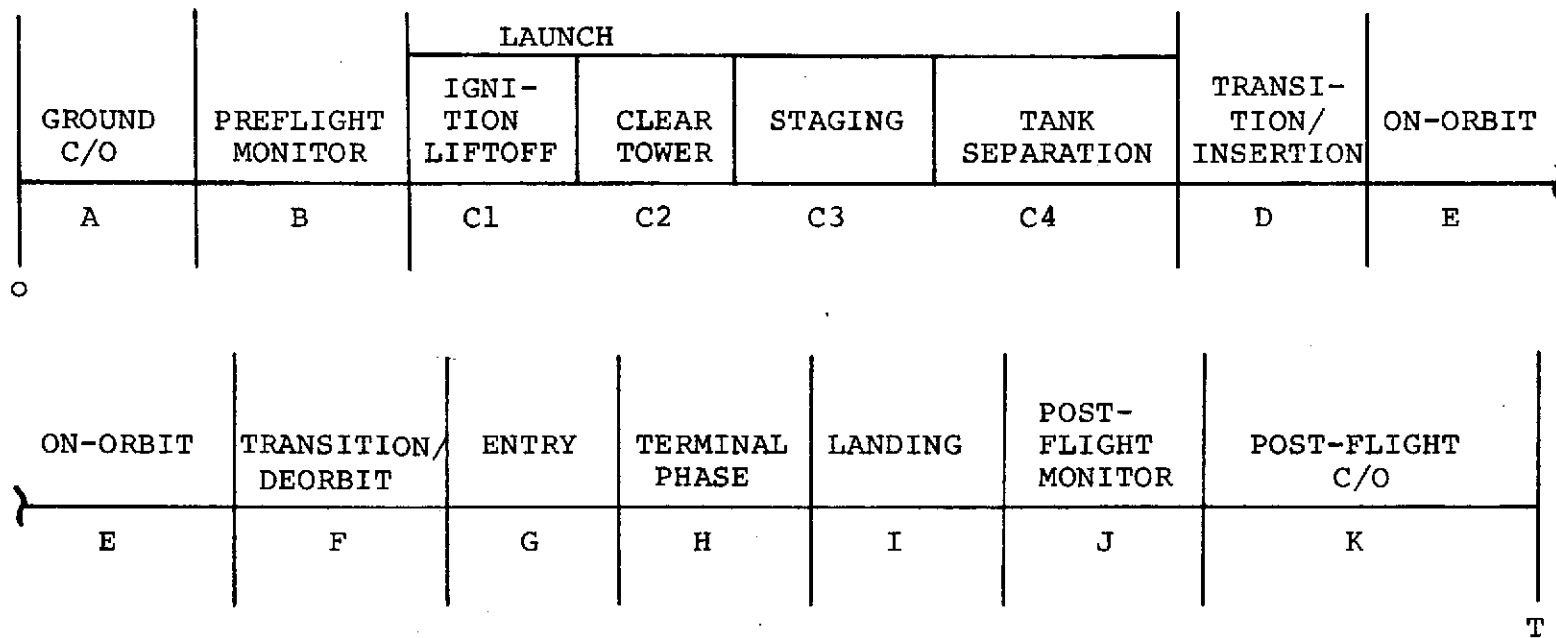 LAUNCH
GROUND
C/O
PREFLIGHT
MONITOR
IGNI-
TION
LIFTOFF
CLEAR
TOWER
STAGING
TANK
SEPARATION
TRANSI-
TION/
INSERTION
ON-ORBIT
A
B
C1
C2
C3
C4
D
E
O
ON-ORBIT
TRANSITION/
DEORBIT
ENTRY
TERMINAL
PHASE
LANDING
POST-
FLIGHT
MONITOR
POST-FLIGHT
C/O
E
F
G
H
I
J
K
T